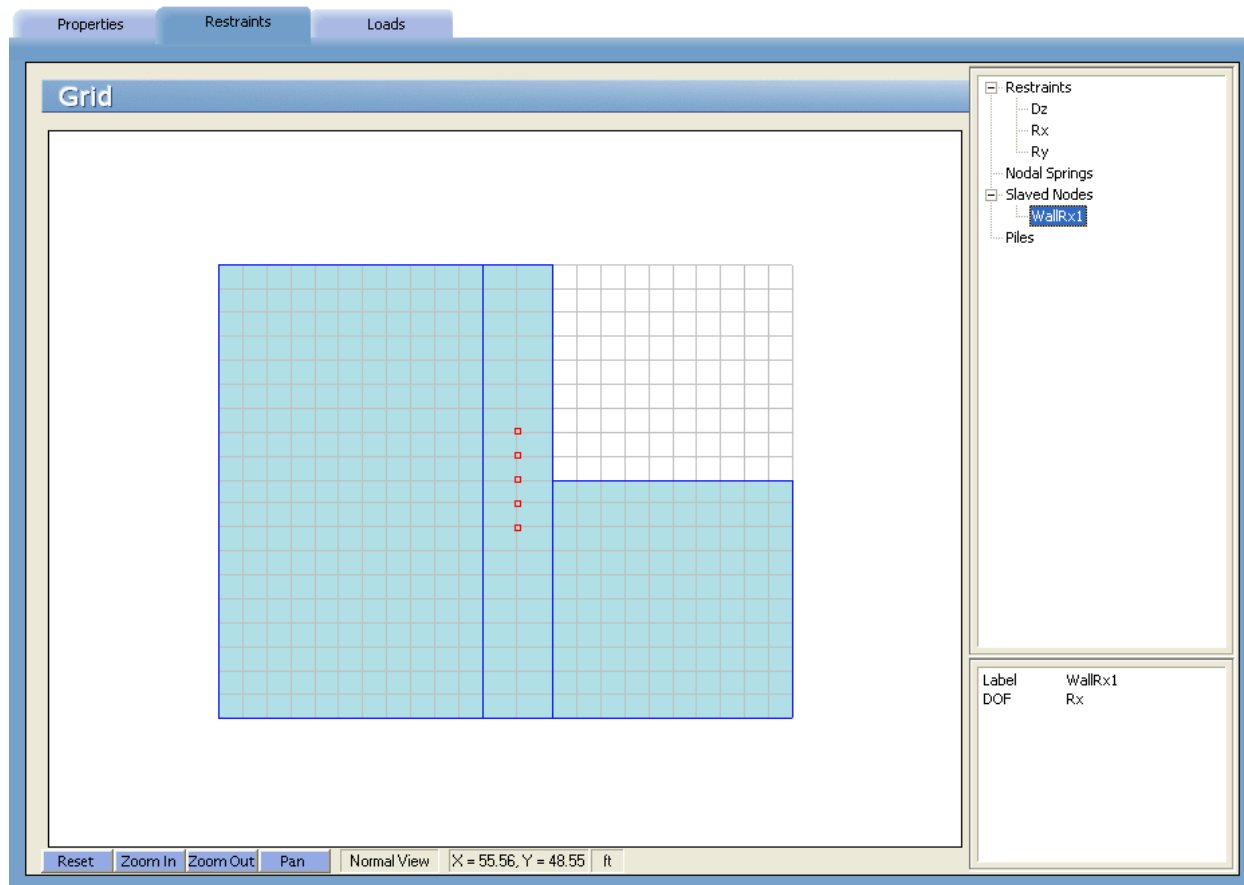 Properties
Restraints
Loads
Grid
Restraints
Dz
Rx
Ry
Nodal Springs
Slaved Nodes
WallRx1
Piles
Label WallRx1
DOF Rx
Reset Zoom In Zoom Out Pan Normal View X = 55.56, Y = 48.55 ft